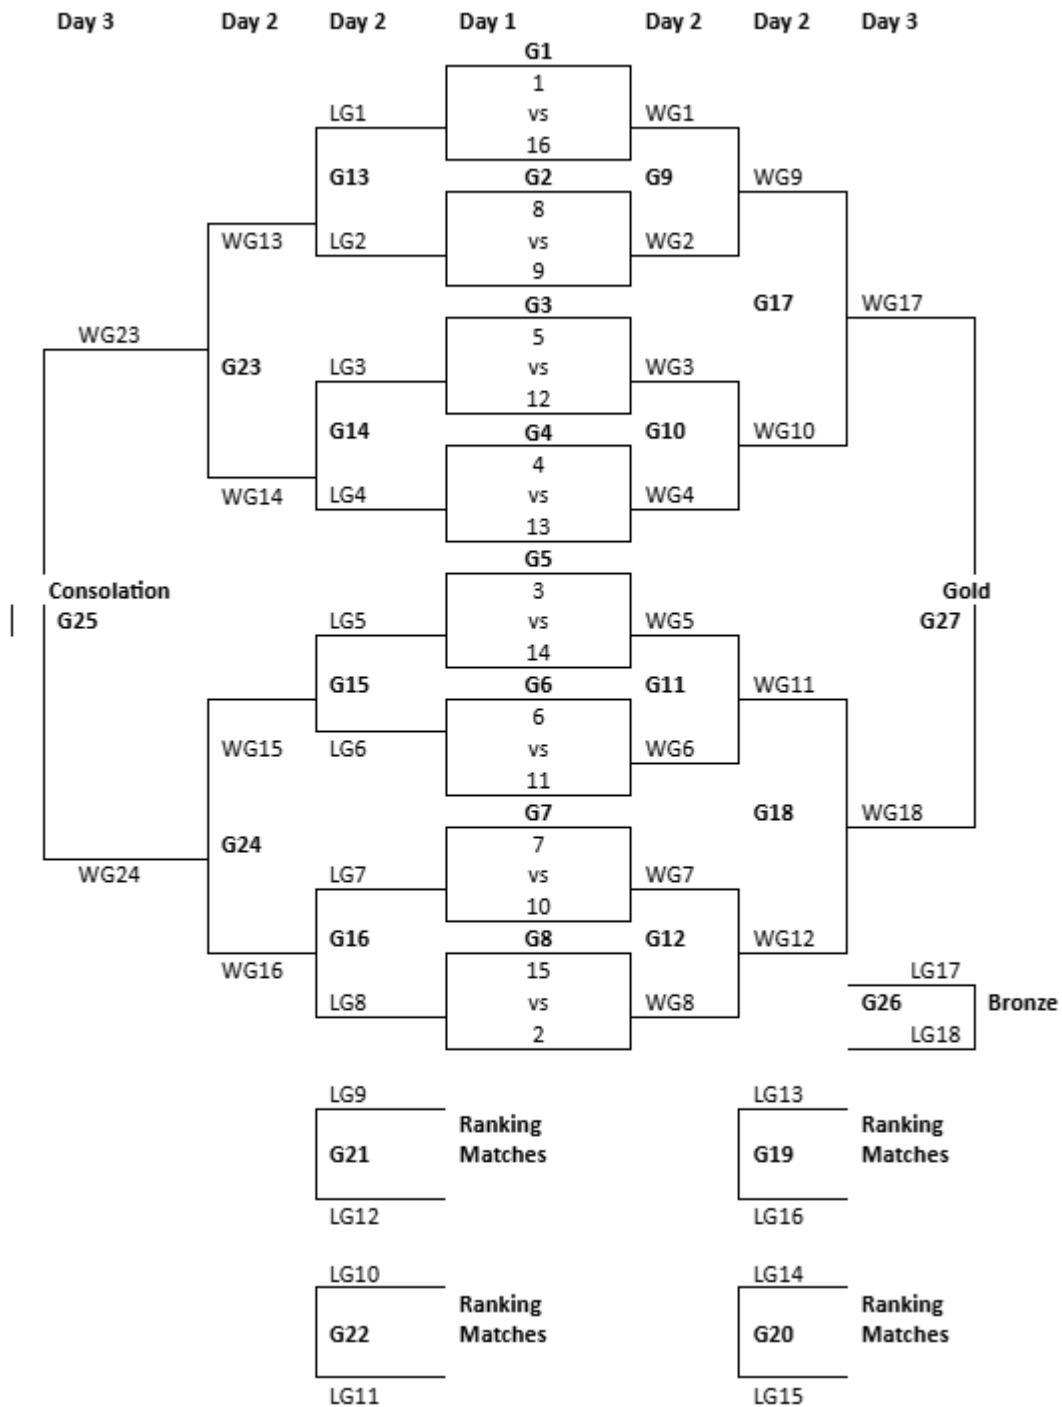 Day 3 Day 2 Day 2 Day 1 Day 2 Day 2 Day 3
G1
1
LG1 vs WG1
16
G13 G2 G9 WG9
8
WG13 LG2 vs WG2
9
G3 G17 WG17
WG23 5
G23 LG3 vs WG3
12
G14 G4 G10 WG10
4
WG14 LG4 vs WG4
13
G5
Consolation 3 Gold
G25 LG5 vs WG5 G27
14
G15 G6 G11 WG11
6
WG15 LG6 vs WG6
11
G7 G18 WG18
7
G24
WG24 LG7 vs WG7
10
G16 G8 G12 WG12
WG16 15 LG17
LG8 vs WG8 G26 Bronze
2 LG18
LG9 LG13
Ranking Ranking
G21 Matches G19 Matches
LG12 LG16
LG10 LG14
Ranking Ranking
G22 Matches G20 Matches
LG11 LG15